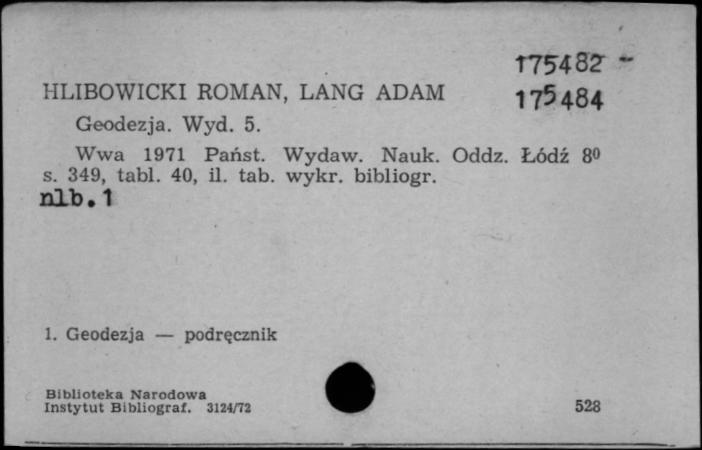 175482 -
HLIBOWICKI ROMAN, LANG ADAM
175484
Geodezja. Wyd. 5.
Wwa 1971 Państ. Wydaw. Nauk. Oddz. Łódź 8⁰
s. 349, tabl. 40, il. tab. wykr. bibliogr.
nlb. 1
1. Geodezja — podręcznik
Biblioteka Narodowa
Instytut Bibliograf. 3124/72
528